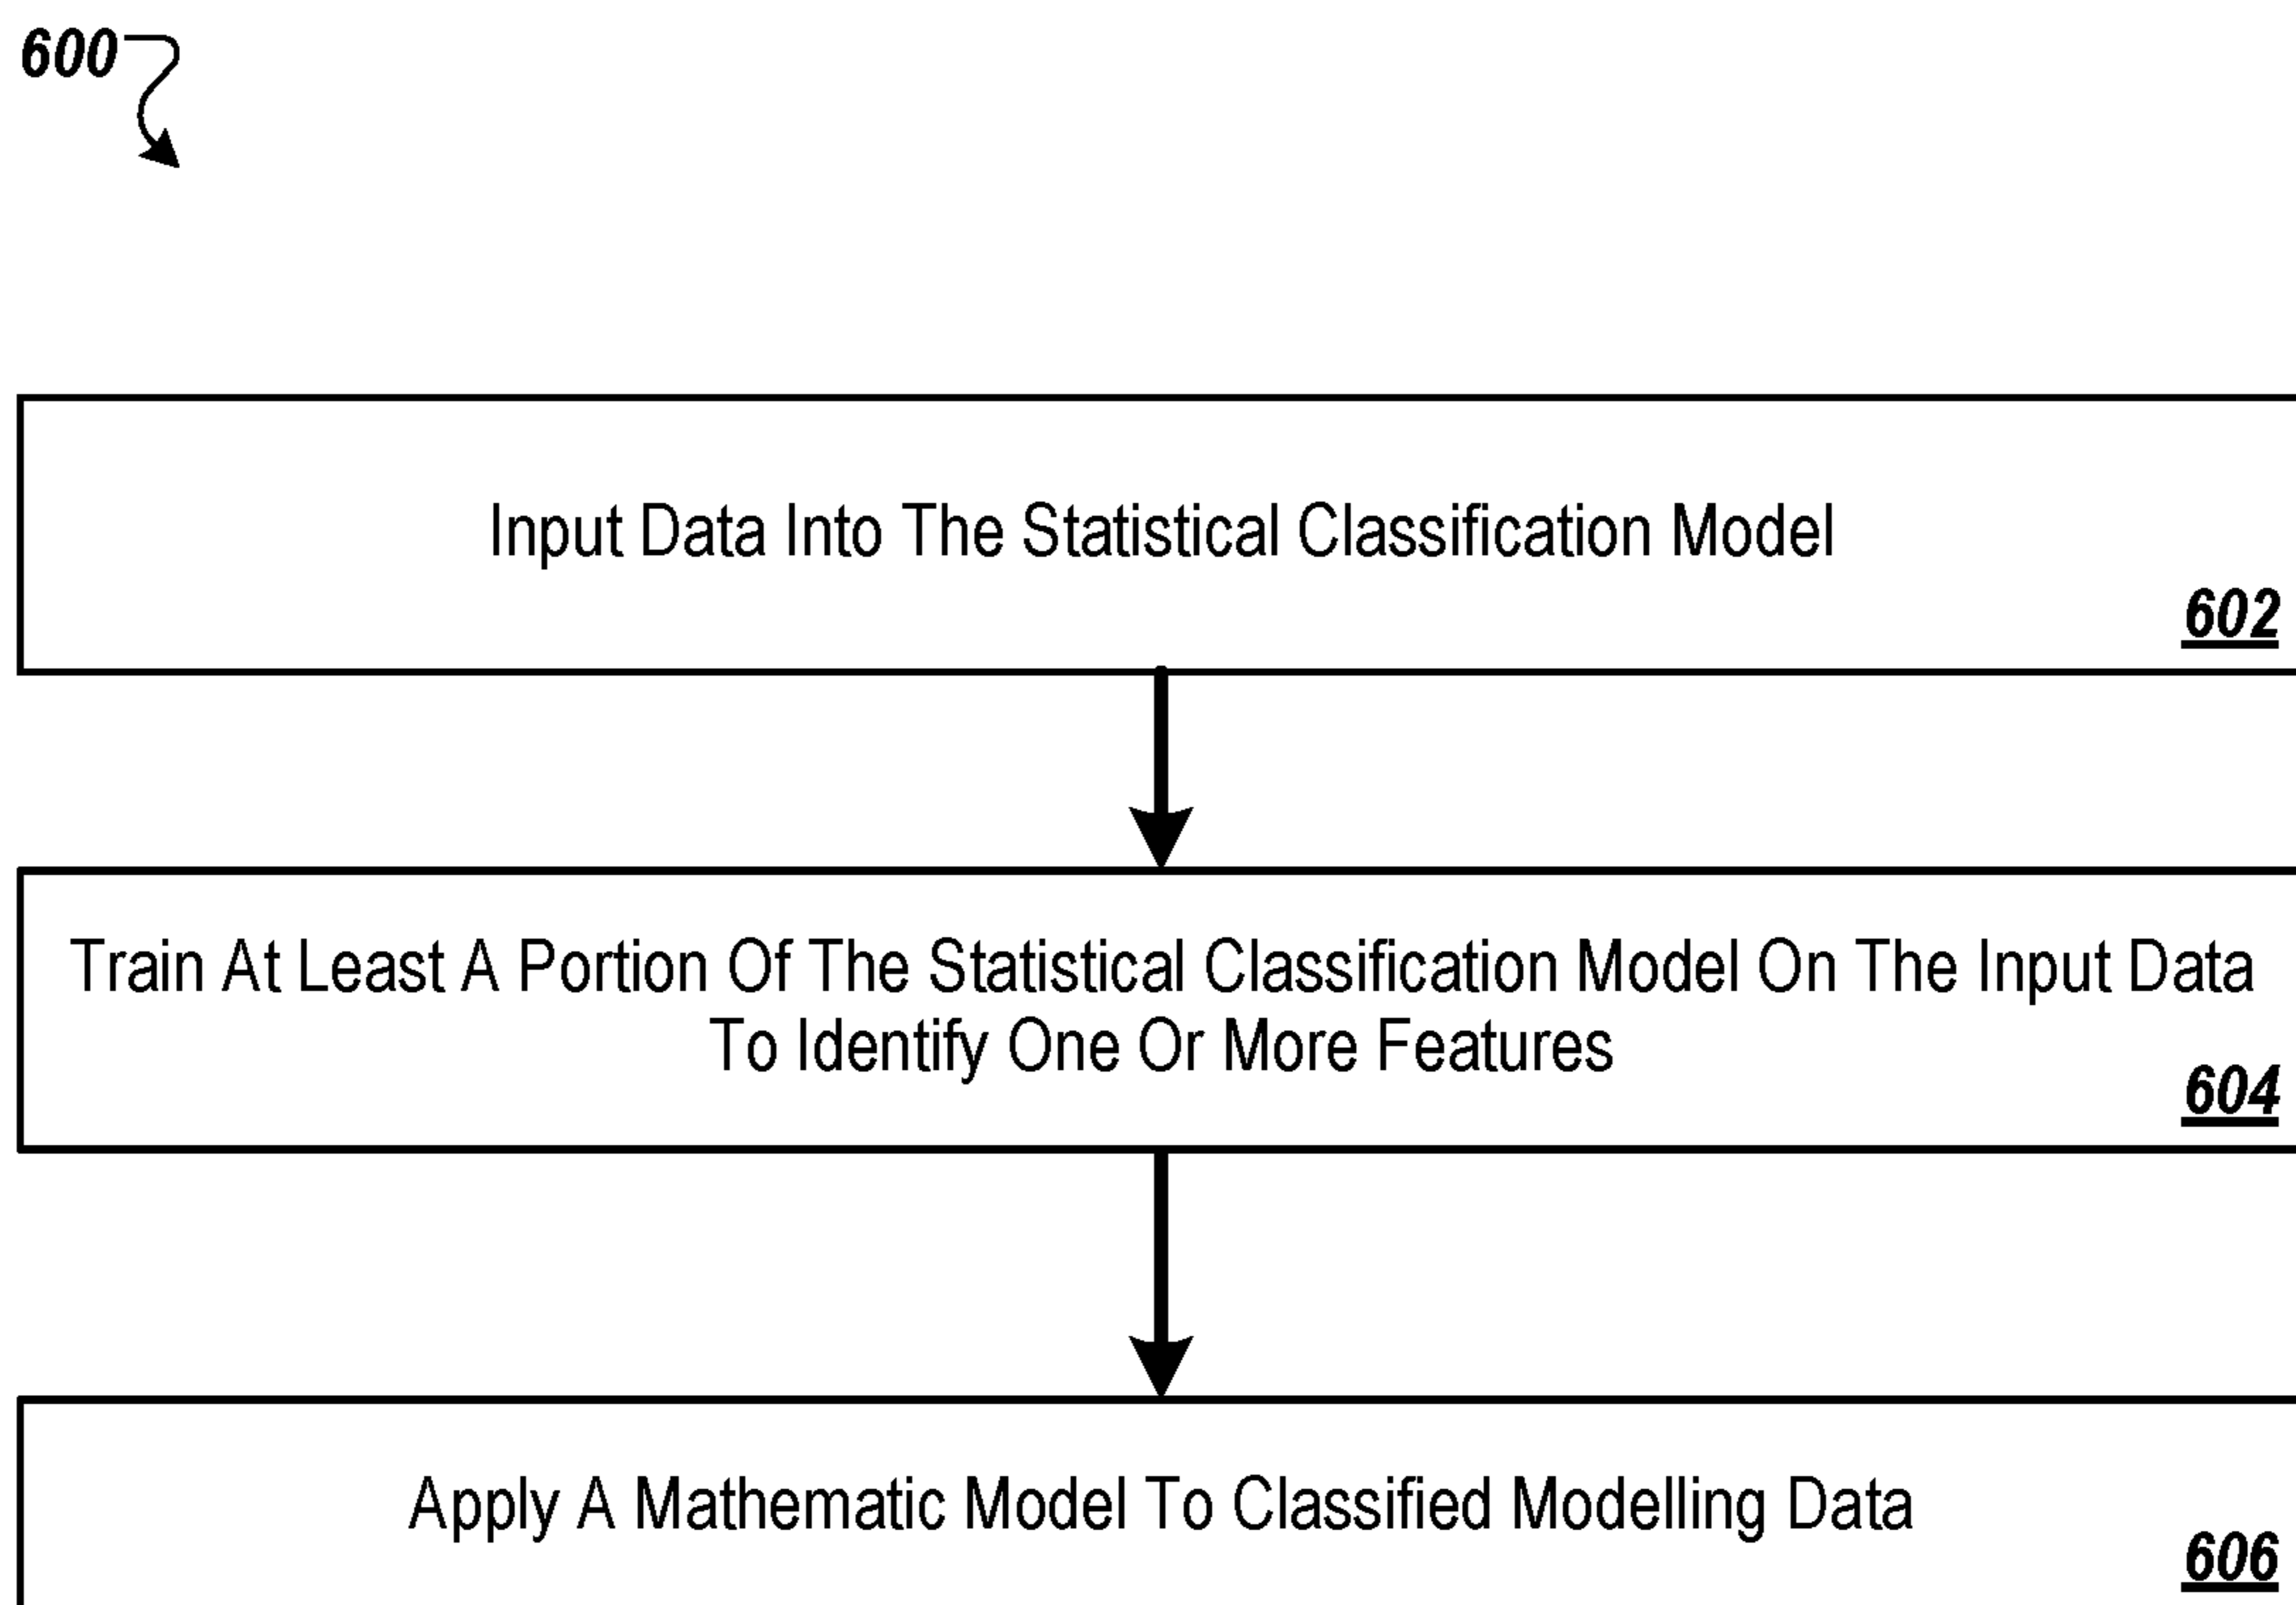 600
Input Data Into The Statistical Classification Model
602
Train At Least A Portion Of The Statistical Classification Model On The Input Data
To Identify One Or More Features
604
Apply A Mathematic Model To Classified Modelling Data
606